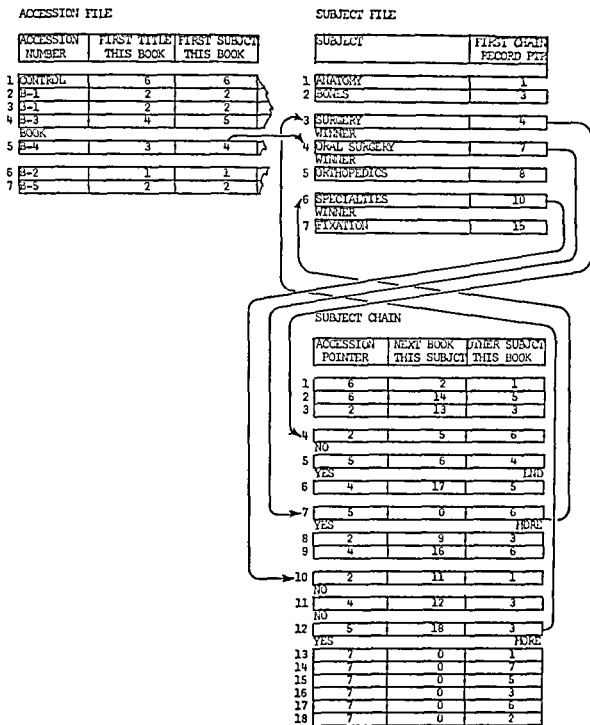 ACCESSION FILE
ACCESSION NUMBER FIRST TITLE THIS BOOK FIRST SUBJCT THIS BOOK
1 CONTROL 6 6
2 B-1 2 2
3 B-1 2 2
4 B-3 4 5
BOOK
5 B-4 3 4
6 B-2 1 1
7 B-5 2 2
SUBJECT FILE
SUBJECT FIRST CHAIN RECORD PTR
1 ANATOMY 1
2 BONES 3
3 SURGERY 4
WINNER
4 ORAL SURGERY 7
WINNER
5 ORTHOPEDICS 8
6 SPECIALTIES 10
WINNER
7 FIXATION 15
SUBJECT CHAIN
ACCESSION POINTER NEXT BOOK THIS SUBJCT OTHER SUBJCT THIS BOOK
1 6 2 1
2 6 14 5
3 2 13 3
4 2 5 6
NO
5 5 6 4
YES END
6 4 17 5
7 5 0 6
YES MORE
8 2 9 3
9 4 16 6
10 2 11 1
NO
11 4 12 3
NO
12 5 18 3
YES MORE
13 7 0 1
14 7 0 7
15 7 0 5
16 7 0 3
17 7 0 6
18 7 0 2